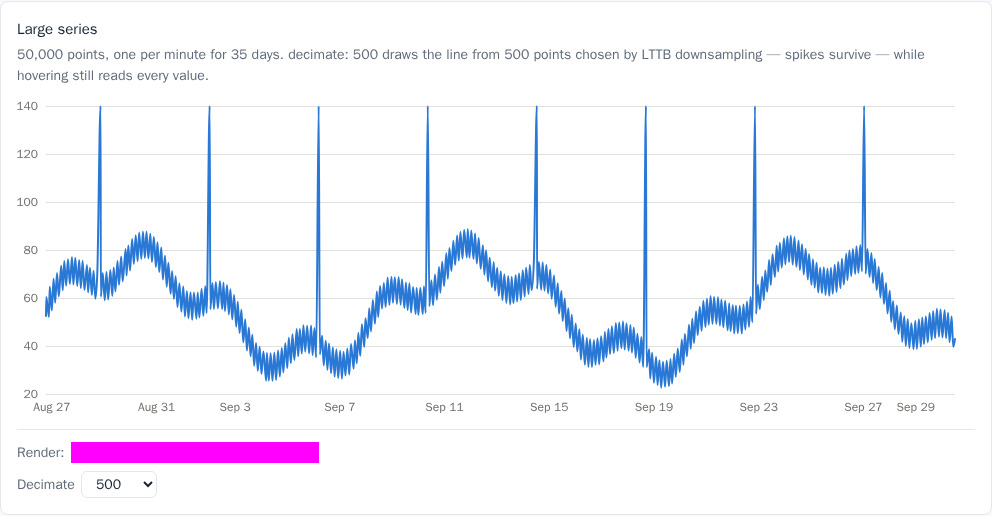 Large series
50,000 points, one per minute for 35 days. decimate: 500 draws the line from 500 points chosen by LTTB downsampling — spikes survive — while
hovering still reads every value.
140
120
100
80
60
40
20
Aug 27 Aug 31 Sep 3 Sep 7 Sep 11 Sep 15 Sep 19 Sep 23 Sep 27 Sep 29
Render:
Decimate 500